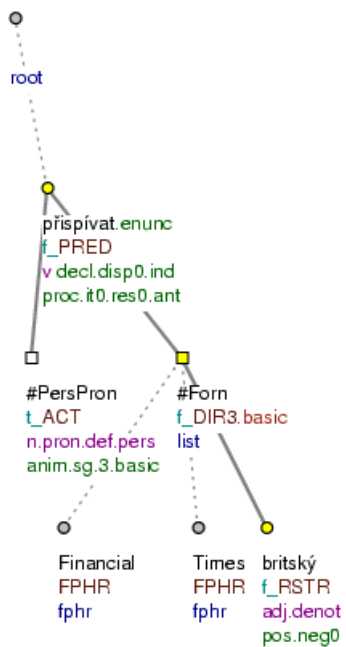 root
přispívat.enunc
f_PRED
v decl.disp0.ind
proc.it0.res0.ant
#PersPron
t_ACT
n.pron.def.pers
anim.sg.3.basic
#Forn
f_DIR3.basic
list
Financial
FPHR
fphr
Times
FPHR
fphr
britský
f_RSTR
adj.denot
pos.neg0